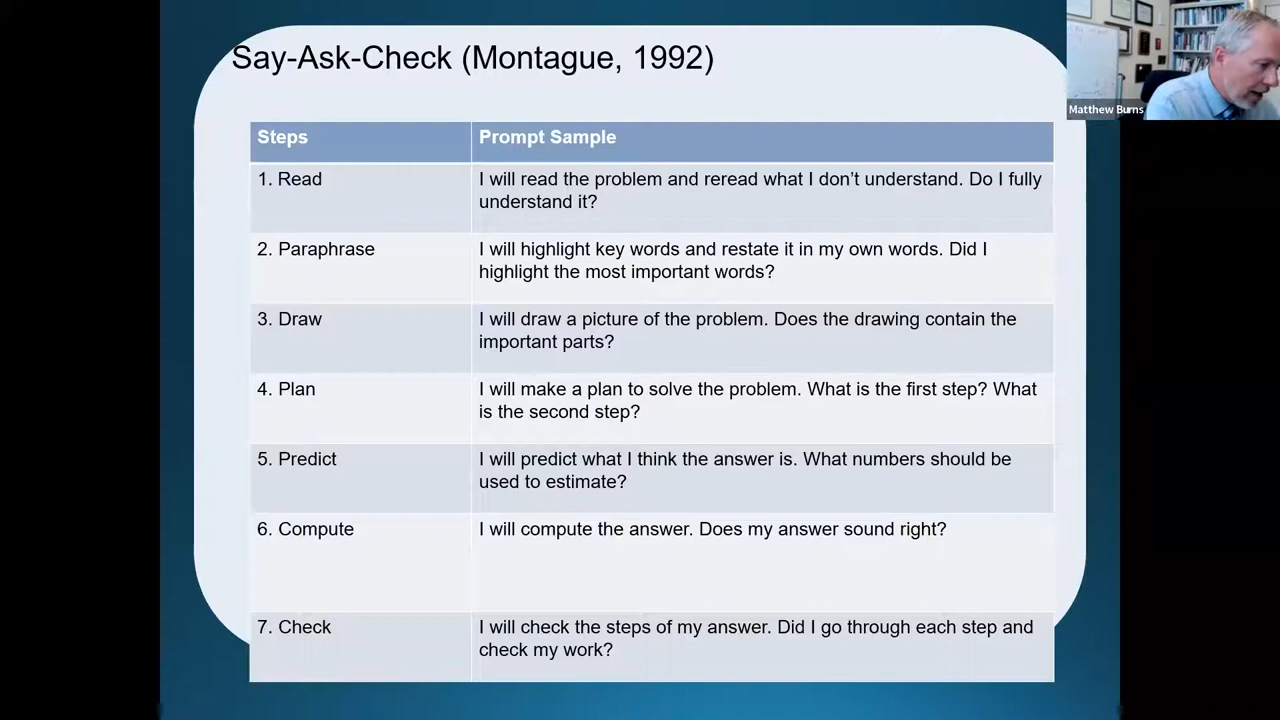 Say-Ask-Check (Montague, 1992)
Matthew Burns
Steps
Prompt Sample
1. Read
I will read the problem and reread what I don’t understand. Do I fully
understand it?
2. Paraphrase
I will highlight key words and restate it in my own words. Did I
highlight the most important words?
3. Draw
I will draw a picture of the problem. Does the drawing contain the
important parts?
4. Plan
I will make a plan to solve the problem. What is the first step? What
is the second step?
5. Predict
I will predict what I think the answer is. What numbers should be
used to estimate?
6. Compute
I will compute the answer. Does my answer sound right?
7. Check
I will check the steps of my answer. Did I go through each step and
check my work?